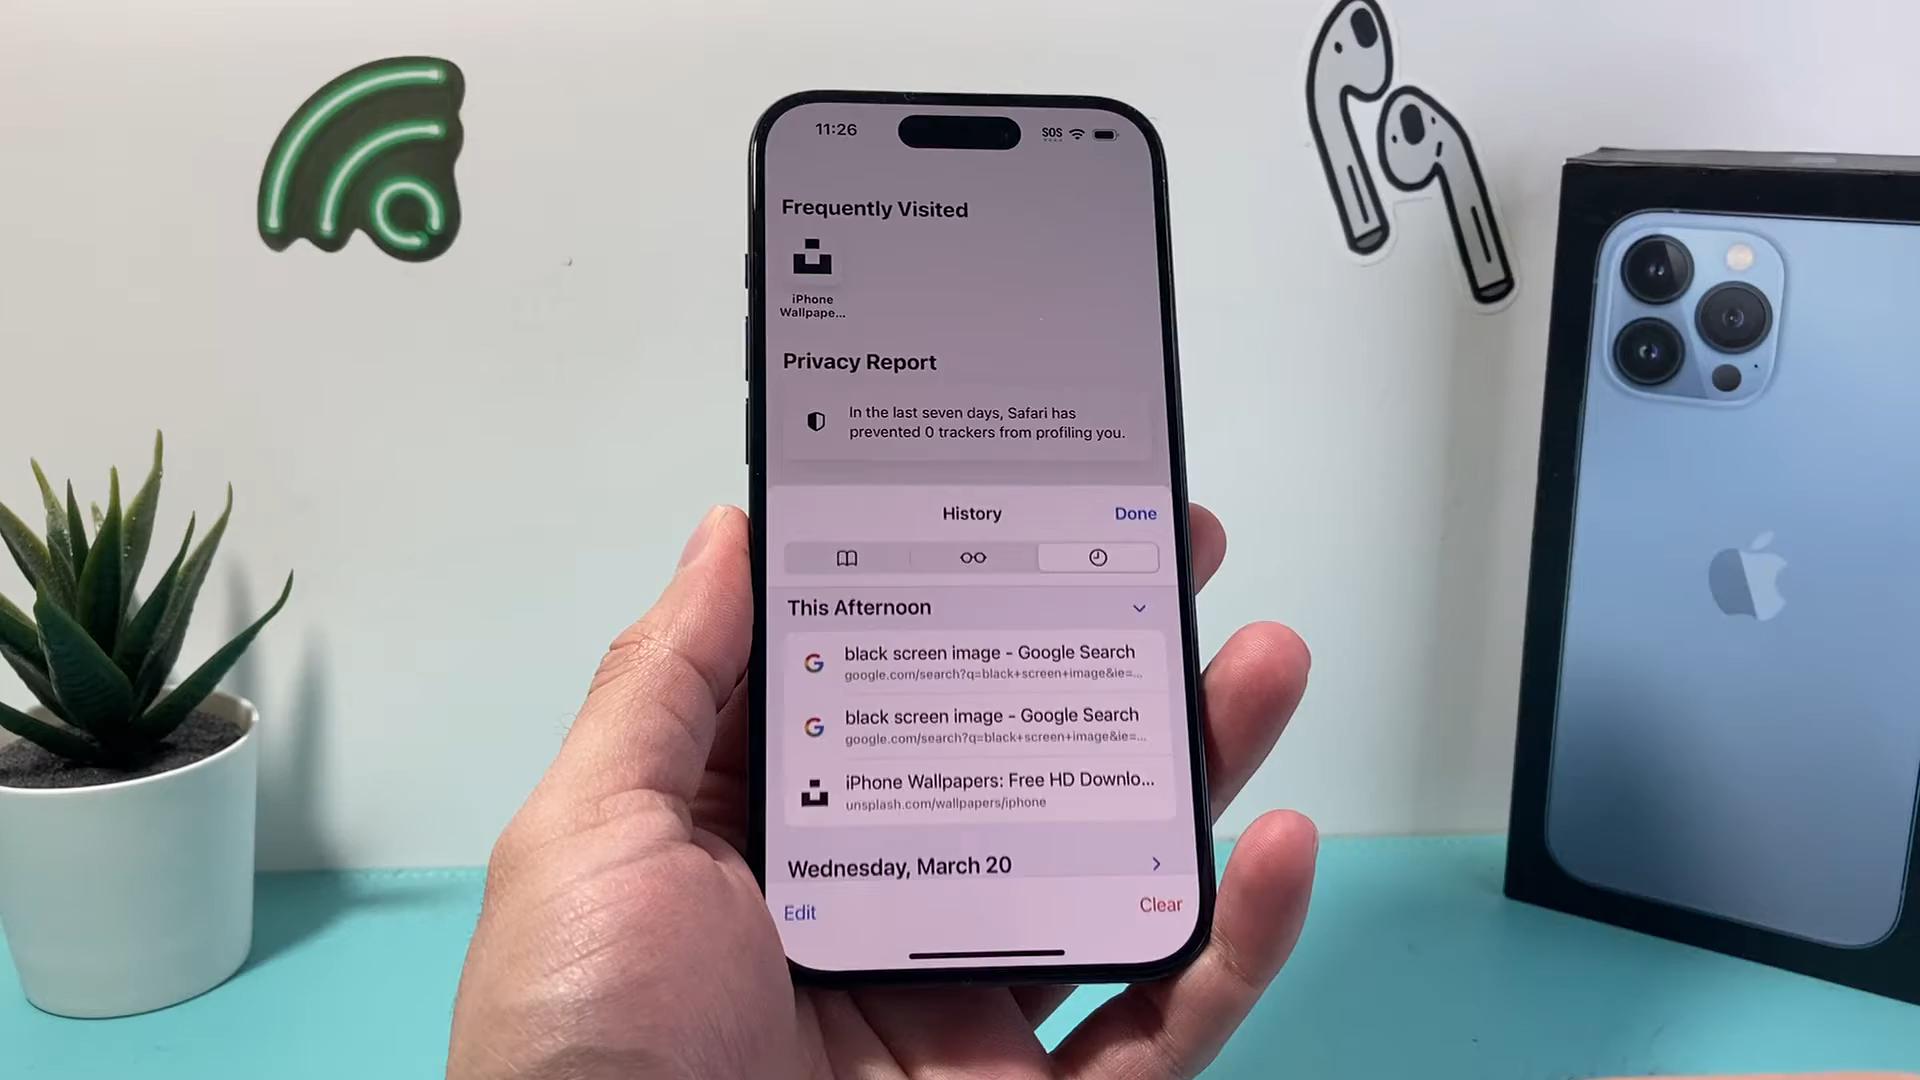 11:26
SOS
Frequently Visited
iPhone
Wallpape...
Privacy Report
In the last seven days, Safari has
prevented 0 trackers from profiling you.
History
Done
This Afternoon
black screen image - Google Search
google.com/search?q=black+screen+image&ie=...
black screen image - Google Search
google.com/search?q=black+screen+image&ie=...
iPhone Wallpapers: Free HD Downlo...
unsplash.com/wallpapers/iphone
Wednesday, March 20
Edit
Clear